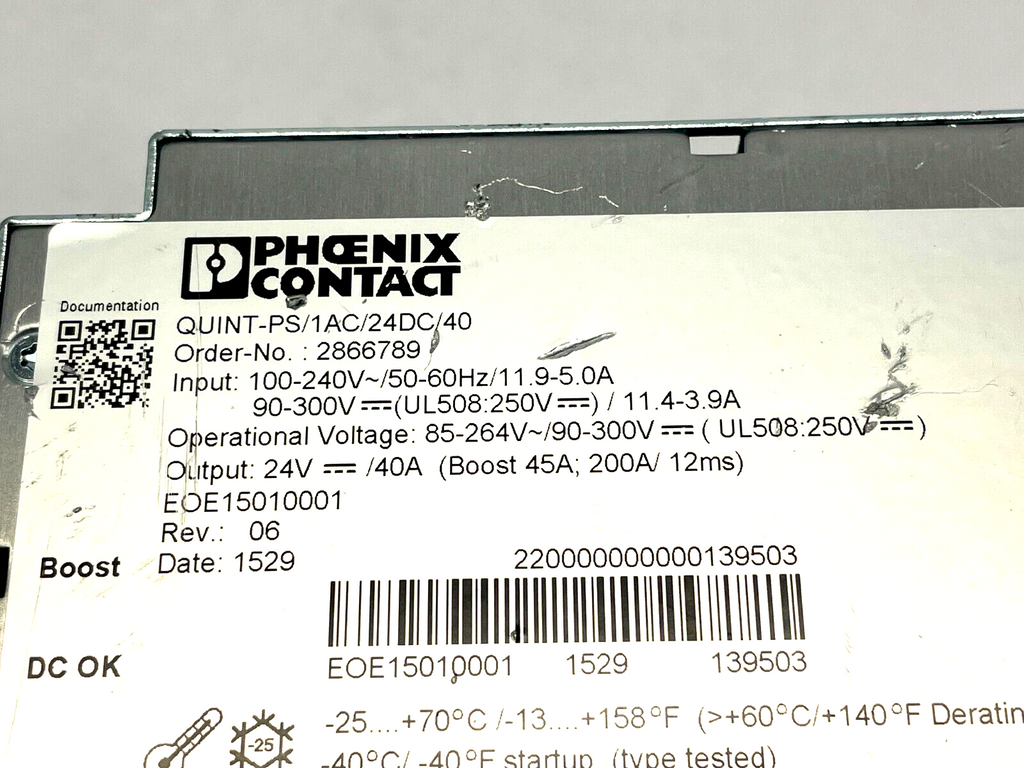 PHŒNIX
CONTACT
Documentation
QUINT-PS/1AC/24DC/40
Order-No. : 2866789
Input: 100-240V~/50-60Hz/11.9-5.0A
90-300V⎓(UL508:250V⎓) / 11.4-3.9A
Operational Voltage: 85-264V~/90-300V ⎓ ( UL508:250V ⎓)
Output: 24V ⎓ /40A (Boost 45A; 200A/ 12ms)
EOE15010001
Rev.: 06
Boost
Date: 1529
220000000000139503
DC OK
EOE15010001 1529 139503
-25....+70°C /-13....+158°F (>+60°C/+140°F Deratin
-25
-40°C/ -40°F startup (type tested)